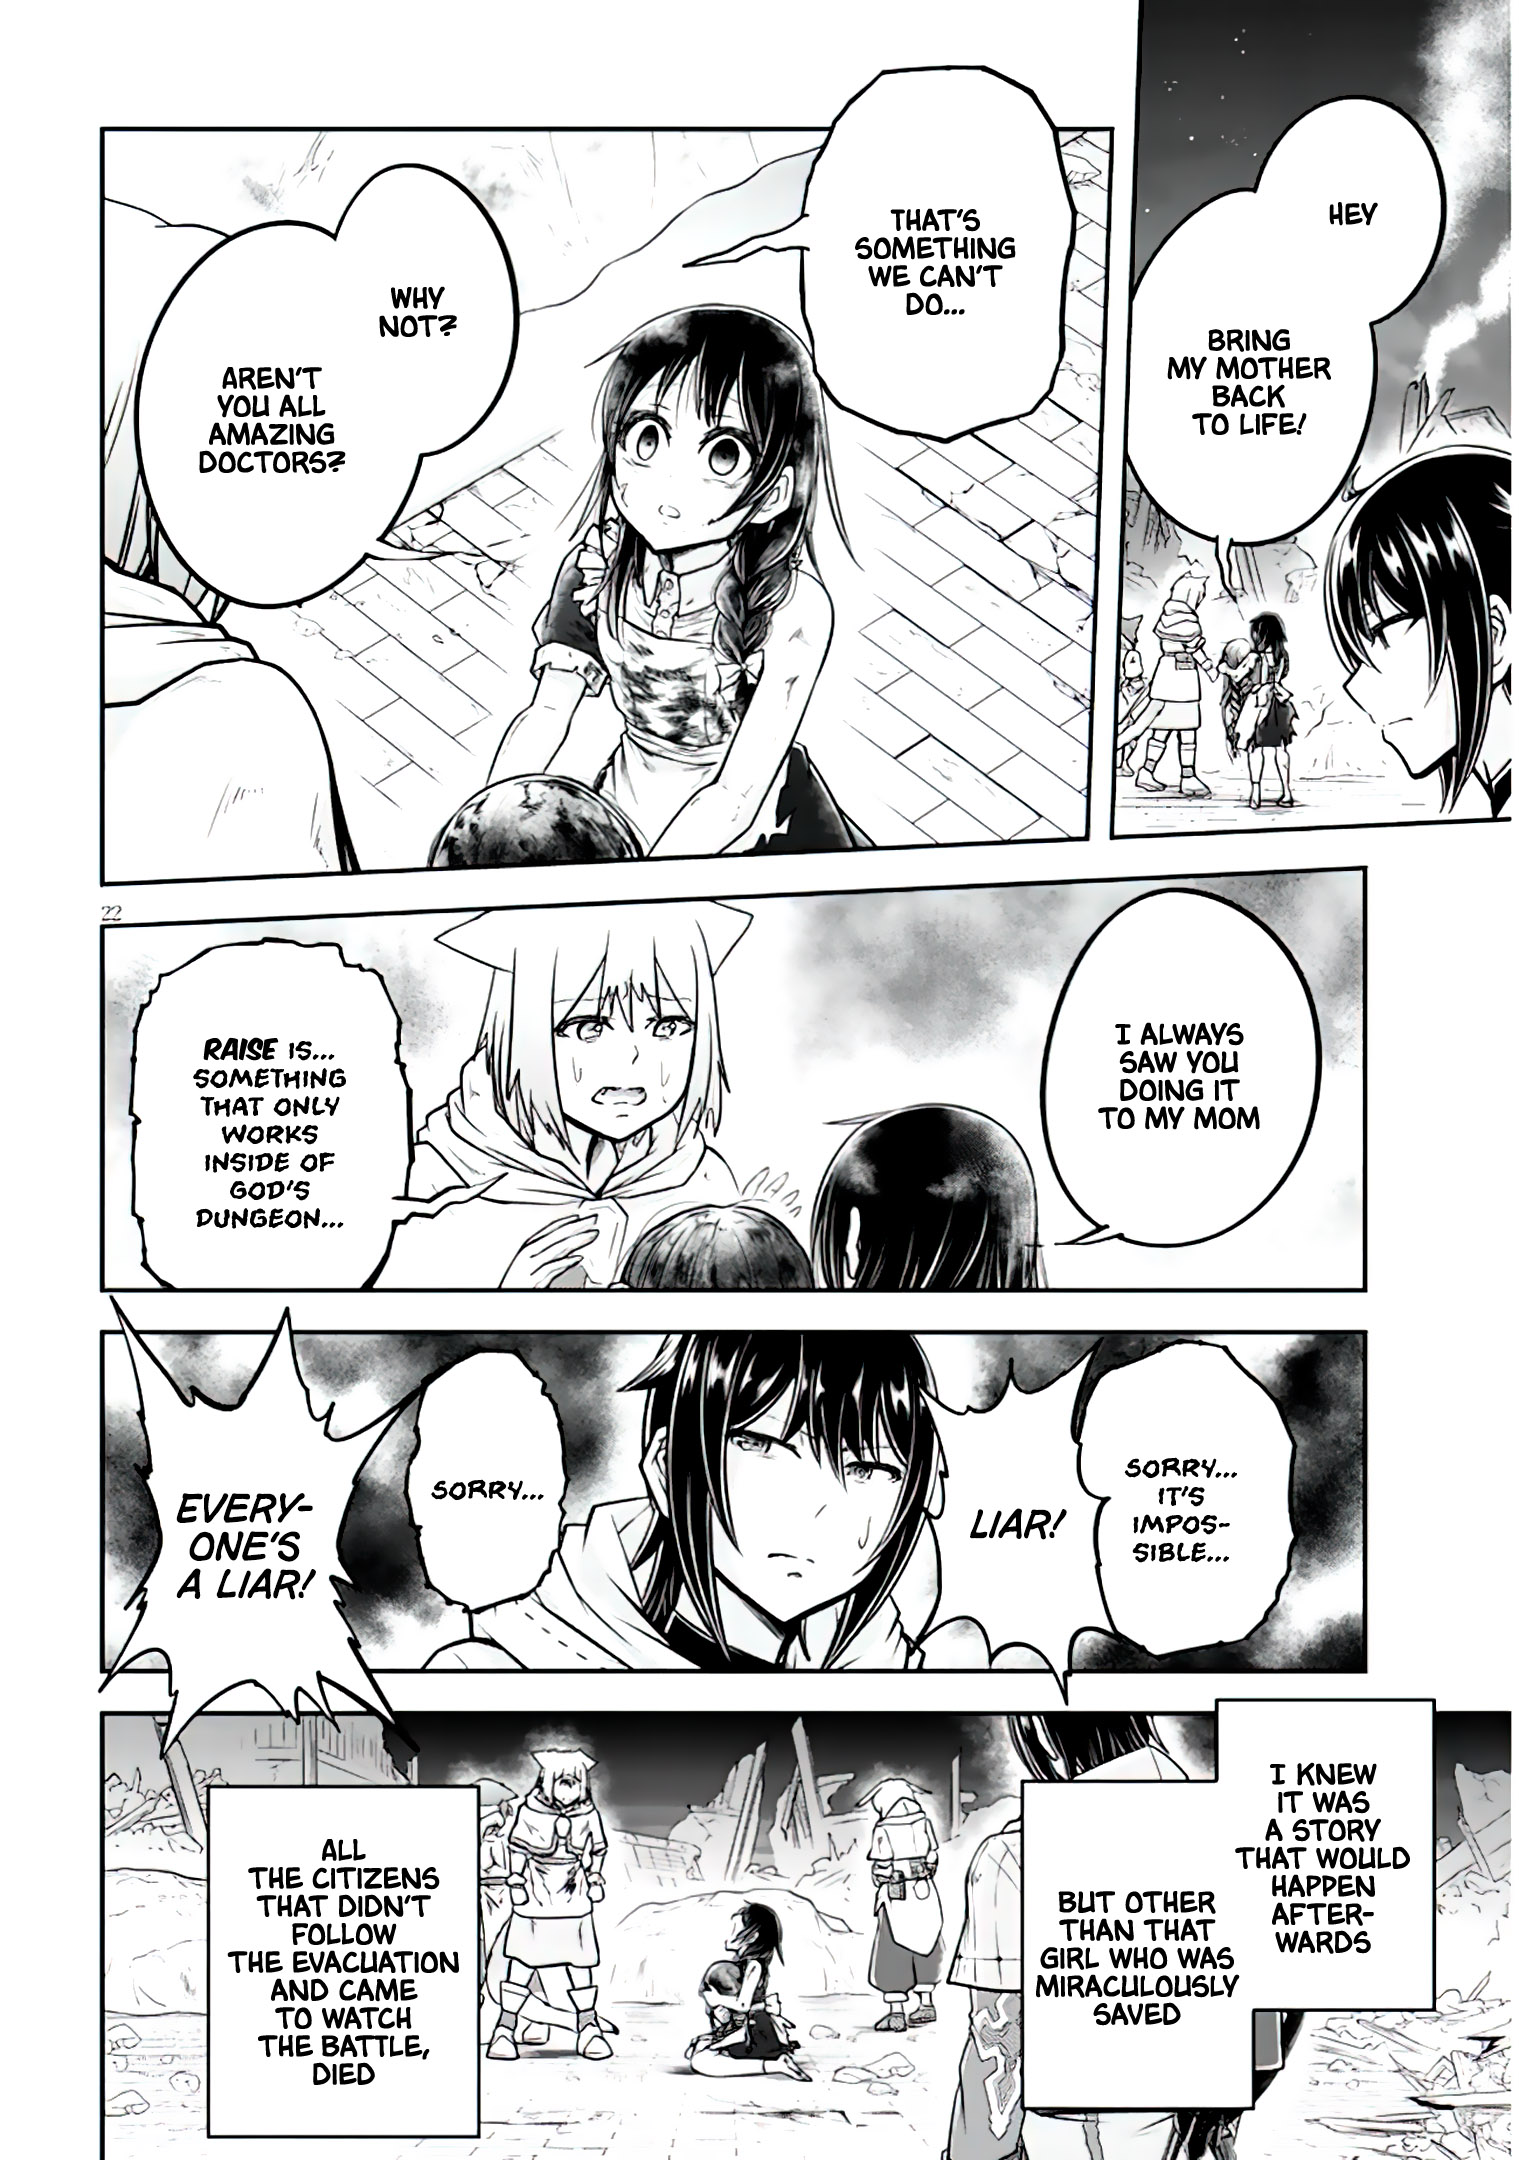 HEY
BRING
MY MOTHER
BACK
TO LIFE!
THAT'S
SOMETHING
WE CAN'T
DO...
WHY
NOT?
AREN'T
YOU ALL
AMAZING
DOCTORS?
22
I ALWAYS
SAW YOU
DOING IT
TO MY MOM
RAISE IS...
SOMETHING
THAT ONLY
WORKS
INSIDE OF
GOD'S
DUNGEON...
SORRY...
IT'S
IMPOS-
SIBLE...
LIAR!
SORRY...
EVERY-
ONE'S
A LIAR!
I KNEW
IT WAS
A STORY
THAT WOULD
HAPPEN
AFTER-
WARDS
BUT OTHER
THAN THAT
GIRL WHO WAS
MIRACULOUSLY
SAVED
ALL
THE CITIZENS
THAT DIDN'T
FOLLOW
THE EVACUATION
AND CAME
TO WATCH
THE BATTLE,
DIED